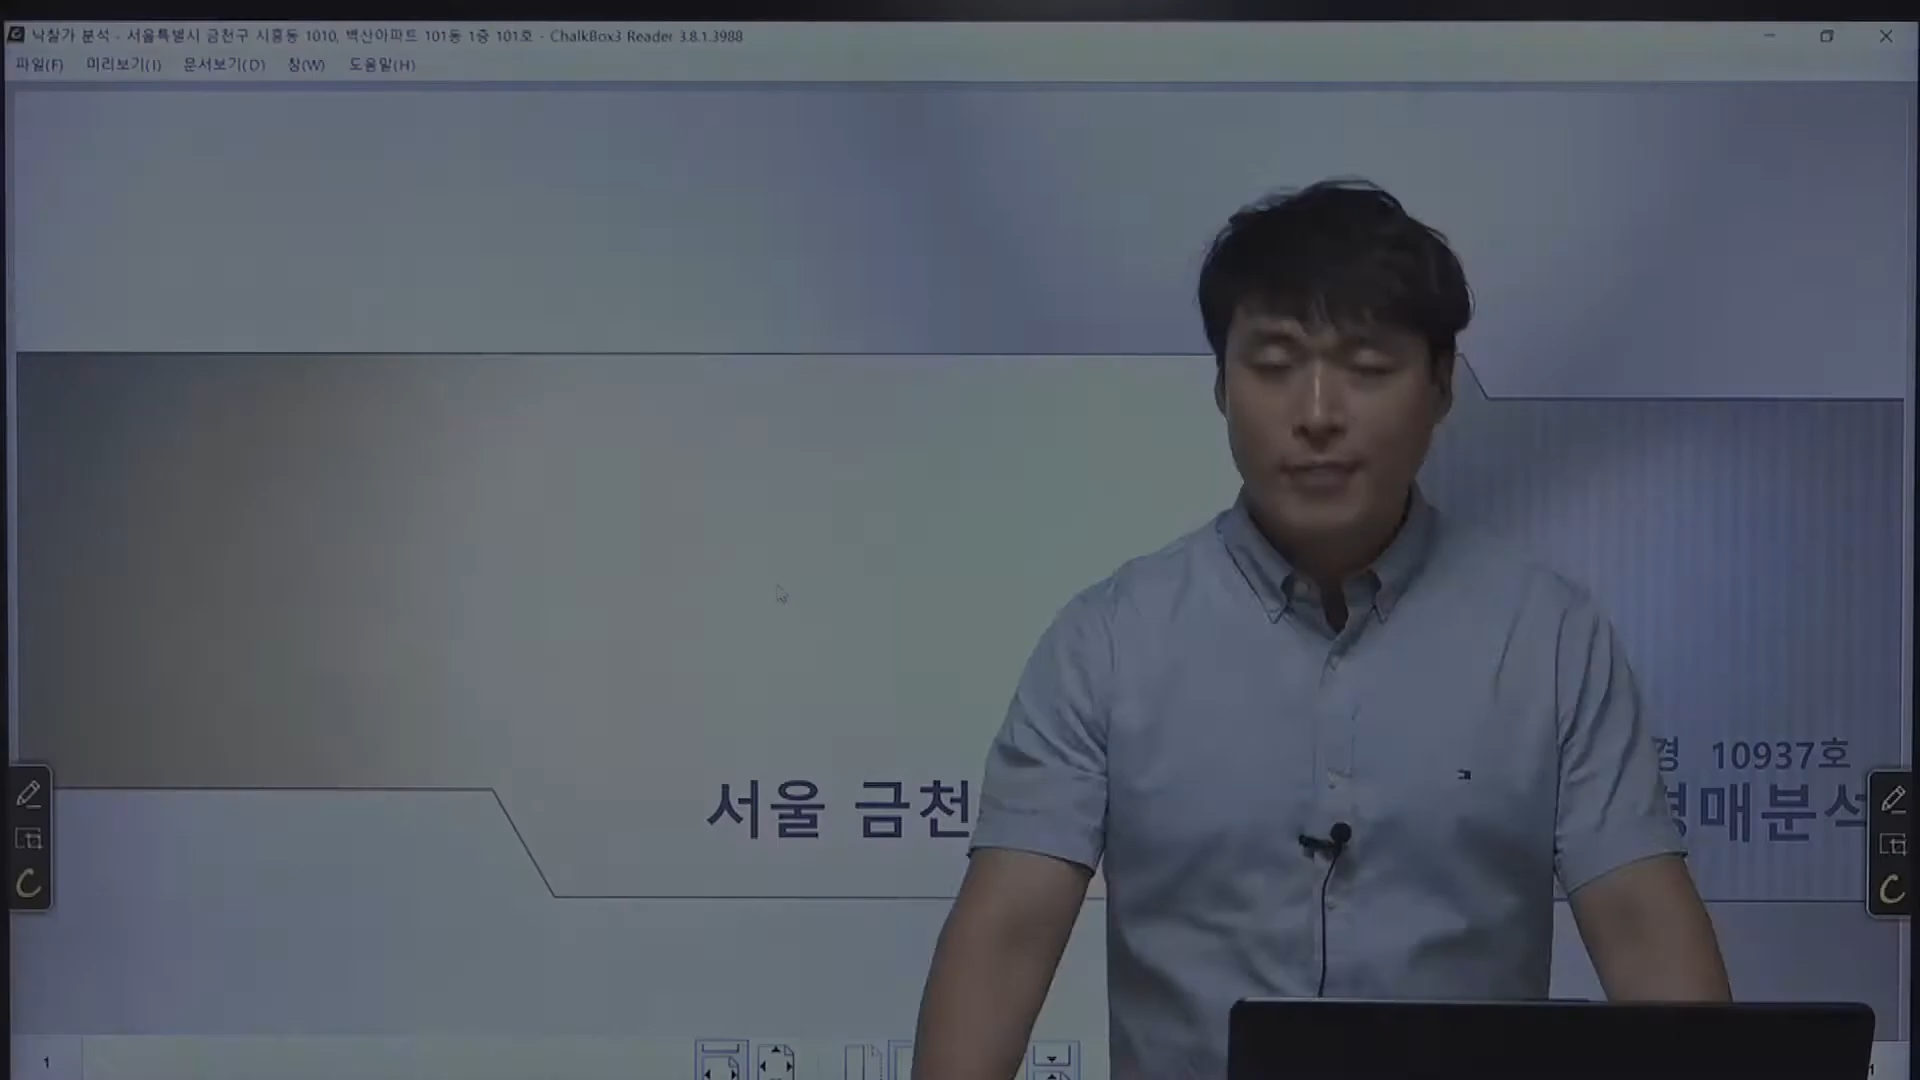 낙찰가 분석 - 서울특별시 금천구 시흥동 1010, 백산아파트 101동 1층 101호 - ChalkBox3 Reader 3.8.1.3988
파일(F) 미리보기(I) 문서보기(D) 창(W) 도움말(H)
경 10937호
서울 금천
경매분석
1
1